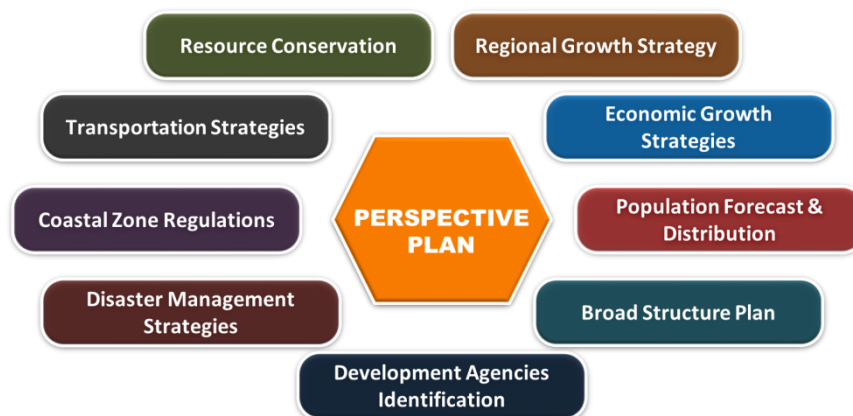 Resource Conservation
Regional Growth Strategy
Transportation Strategies
Economic Growth
Strategies
Coastal Zone Regulations
PERSPECTIVE
PLAN
Population Forecast &
Distribution
Disaster Management
Strategies
Broad Structure Plan
Development Agencies
Identification